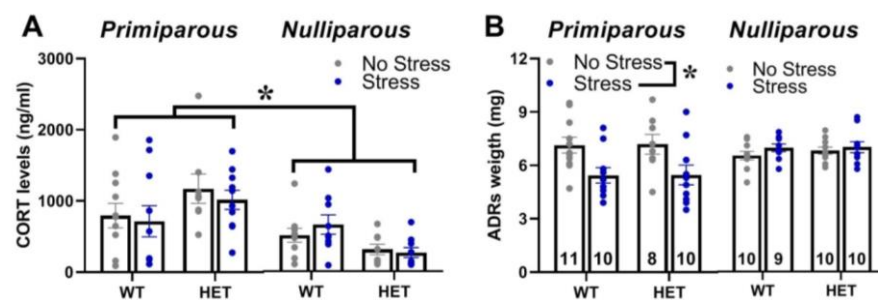 A
Primiparous Nulliparous
No Stress
Stress
*
CORT levels (ng/ml)
3000
2000
1000
0
WT HET WT HET
B
Primiparous Nulliparous
No Stress
Stress
*
No Stress
Stress
ADRs weigth (mg)
12
9
6
3
0
11 10 8 10 10 9 10 10
WT HET WT HET